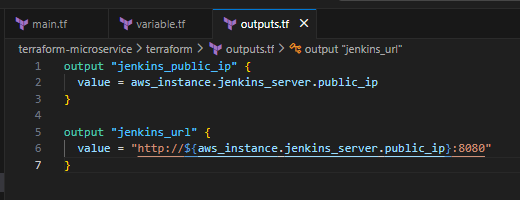 main.tf variable.tf outputs.tf ×
terraform-microservice > terraform > outputs.tf > output "jenkins_url"
1 output "jenkins_public_ip" {
2 value = aws_instance.jenkins_server.public_ip
3 }
4
5 output "jenkins_url" {
6 value = "http://${aws_instance.jenkins_server.public_ip}:8080"
7 }